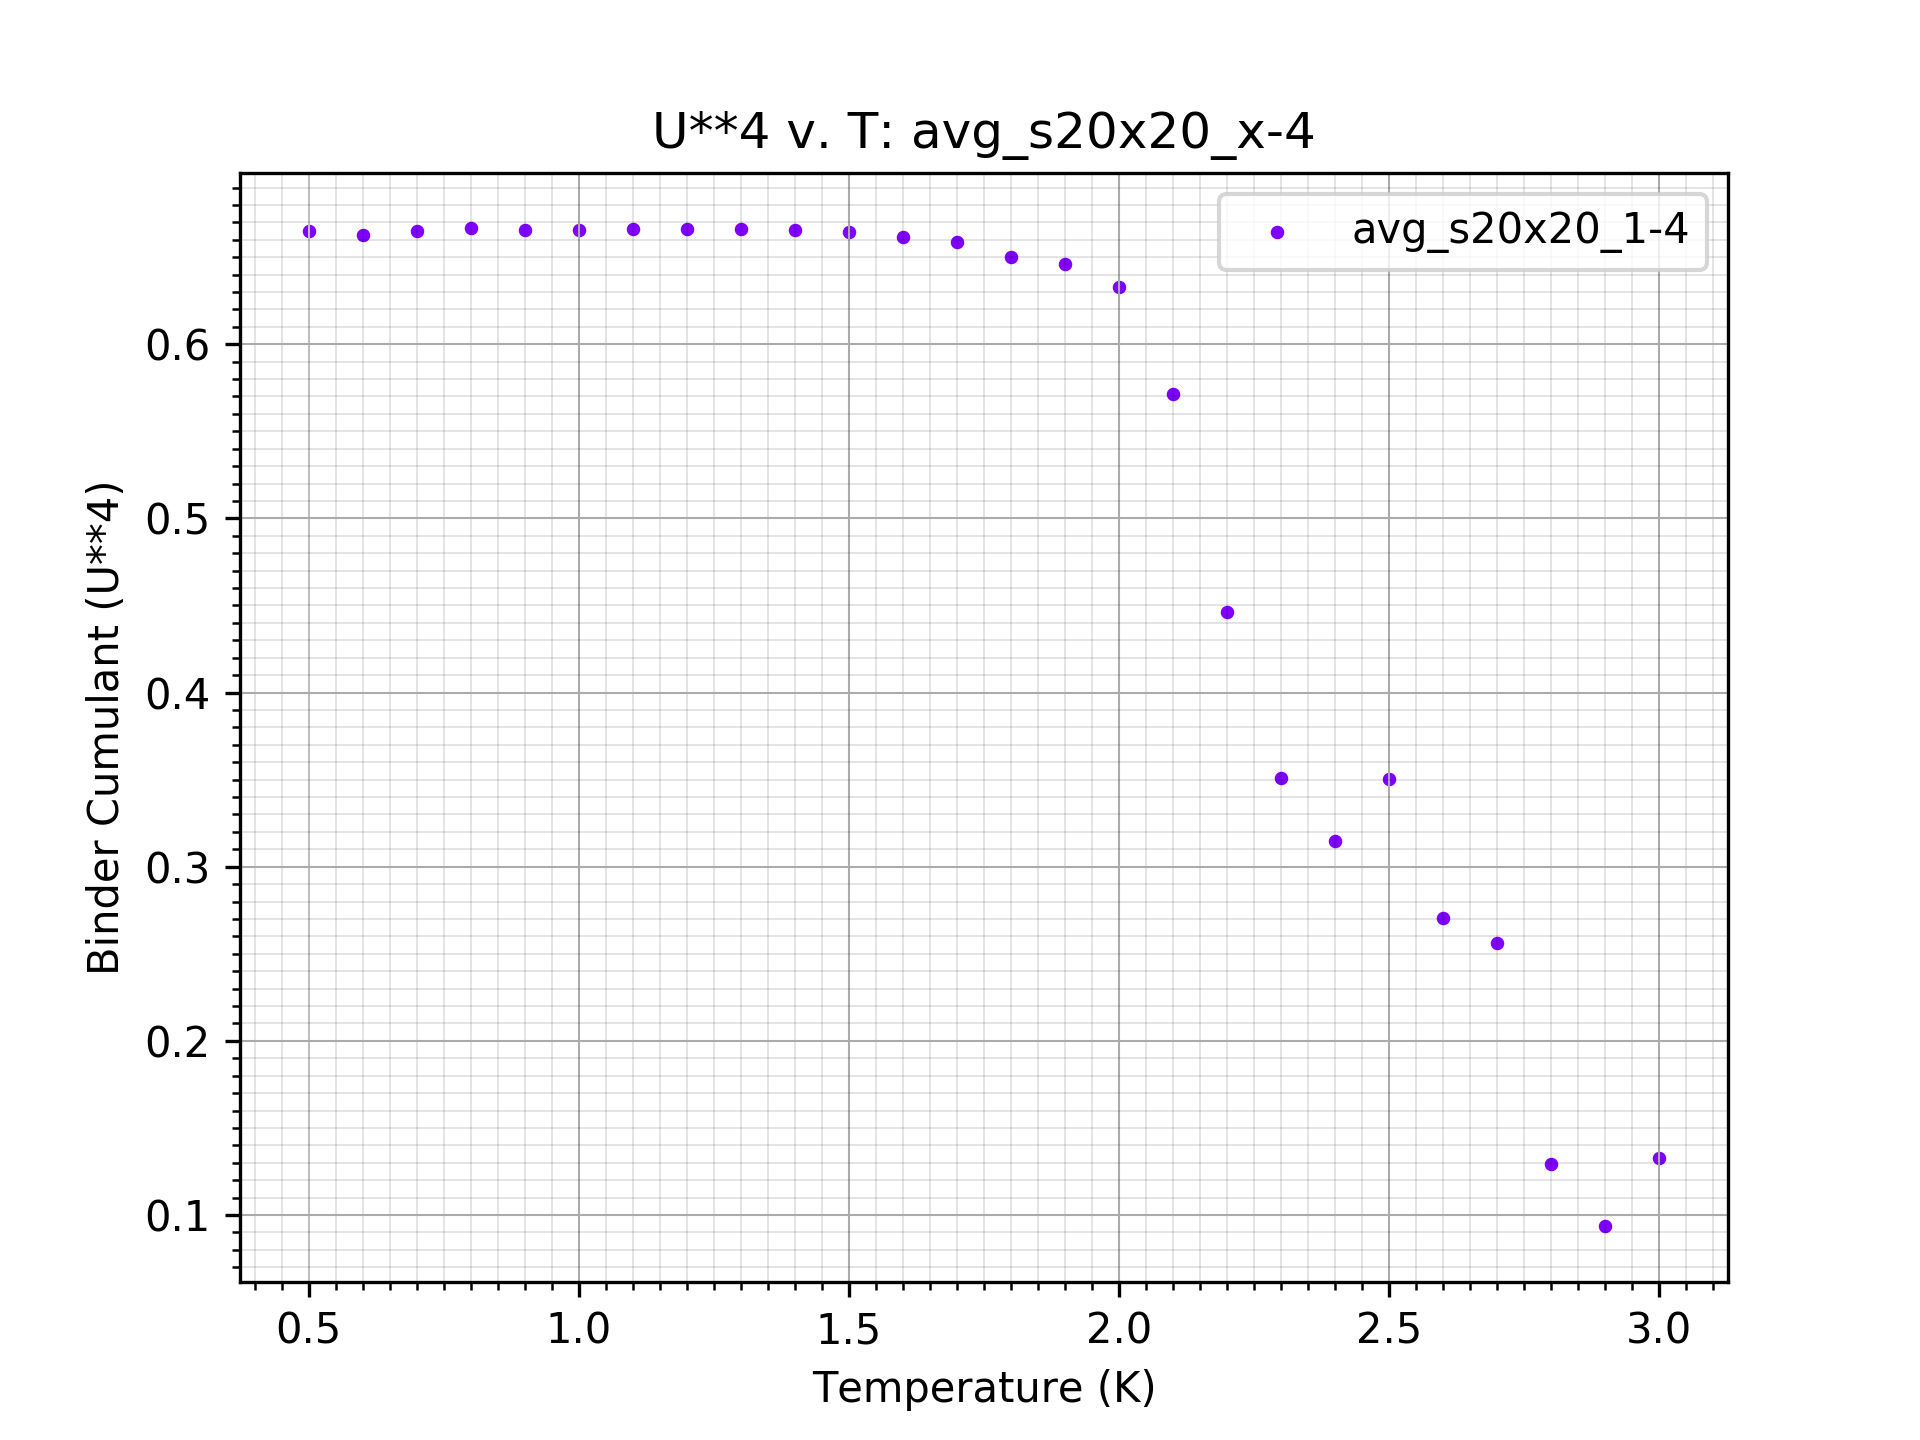 U**4 v. T: avg_s20x20_x-4
avg_s20x20_1-4
Binder Cumulant (U**4)
0.6
0.5
0.4
0.3
0.2
0.1
0.5 1.0 1.5 2.0 2.5 3.0
Temperature (K)